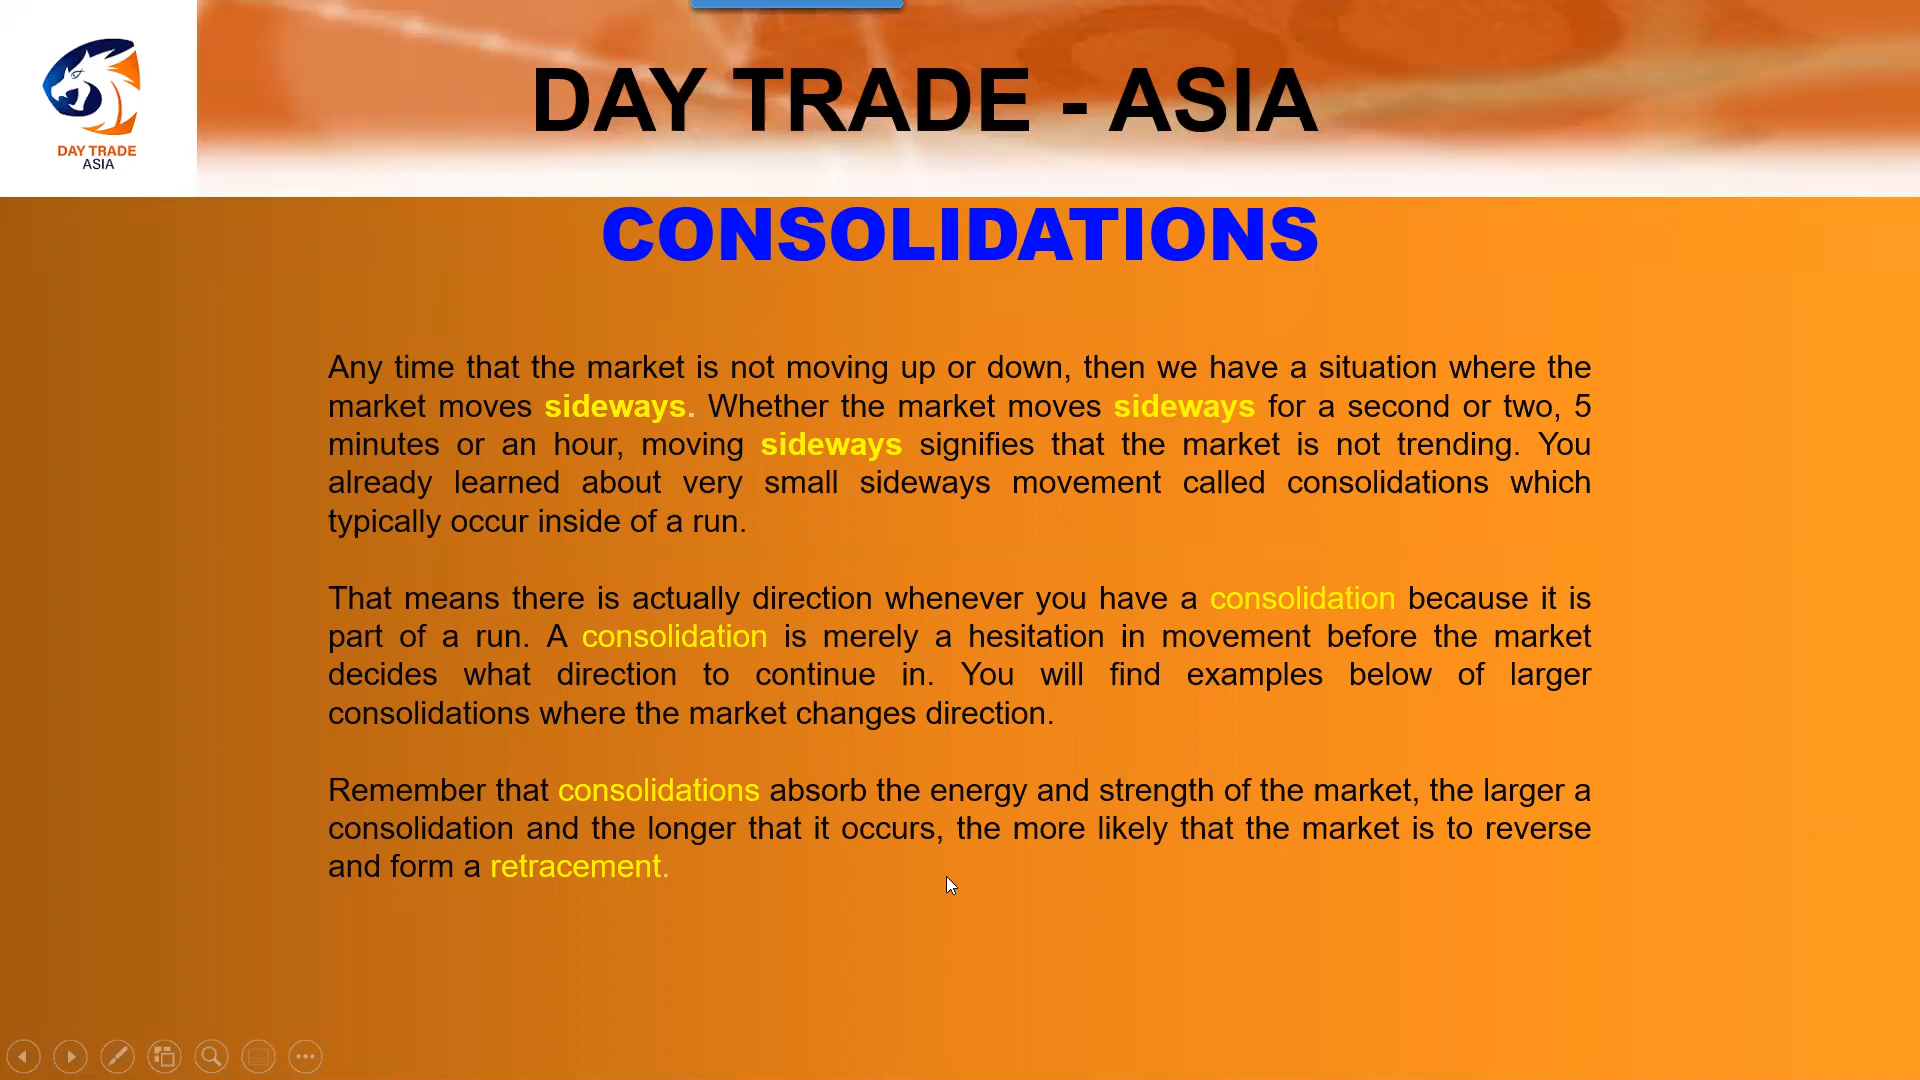 DAY TRADE
ASIA
DAY TRADE - ASIA
CONSOLIDATIONS
Any time that the market is not moving up or down, then we have a situation where the
market moves sideways. Whether the market moves sideways for a second or two, 5
minutes or an hour, moving sideways signifies that the market is not trending. You
already learned about very small sideways movement called consolidations which
typically occur inside of a run.
That means there is actually direction whenever you have a consolidation because it is
part of a run. A consolidation is merely a hesitation in movement before the market
decides what direction to continue in. You will find examples below of larger
consolidations where the market changes direction.
Remember that consolidations absorb the energy and strength of the market, the larger a
consolidation and the longer that it occurs, the more likely that the market is to reverse
and form a retracement.